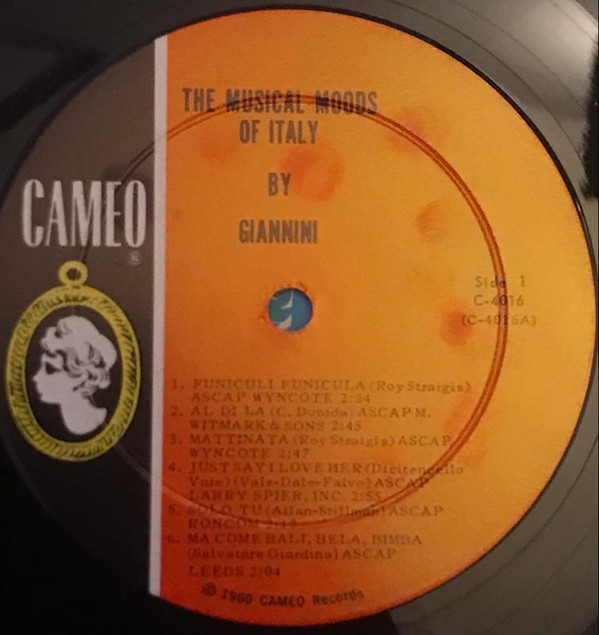 THE MUSICAL MOODS
OF ITALY
BY
GIANNINI
CAMEO
®
Side 1
C-4016
(C-4016A)
1. FUNICULI FUNICULA (Roy Straigis)
ASCAP WYNCOTE 2:34
2. AL DI LA (C. Donida) ASCAP M.
WITMARK & SONS 2:45
3. MATTINATA (Roy Straigis) ASCAP
WYNCOTE 2:47
4. JUST SAY I LOVE HER (Dicitencello
Vuie) (Vale-Dale-Falvo) ASCAP
LARRY SPIER, INC. 2:55
5. SOLO TU (Allan-Stillman) ASCAP
RONCOM
6. MA COME BALI, BELA, BIMBA
(Salvatore Giardina) ASCAP
LEEDS 2:04
© 1960 CAMEO Records